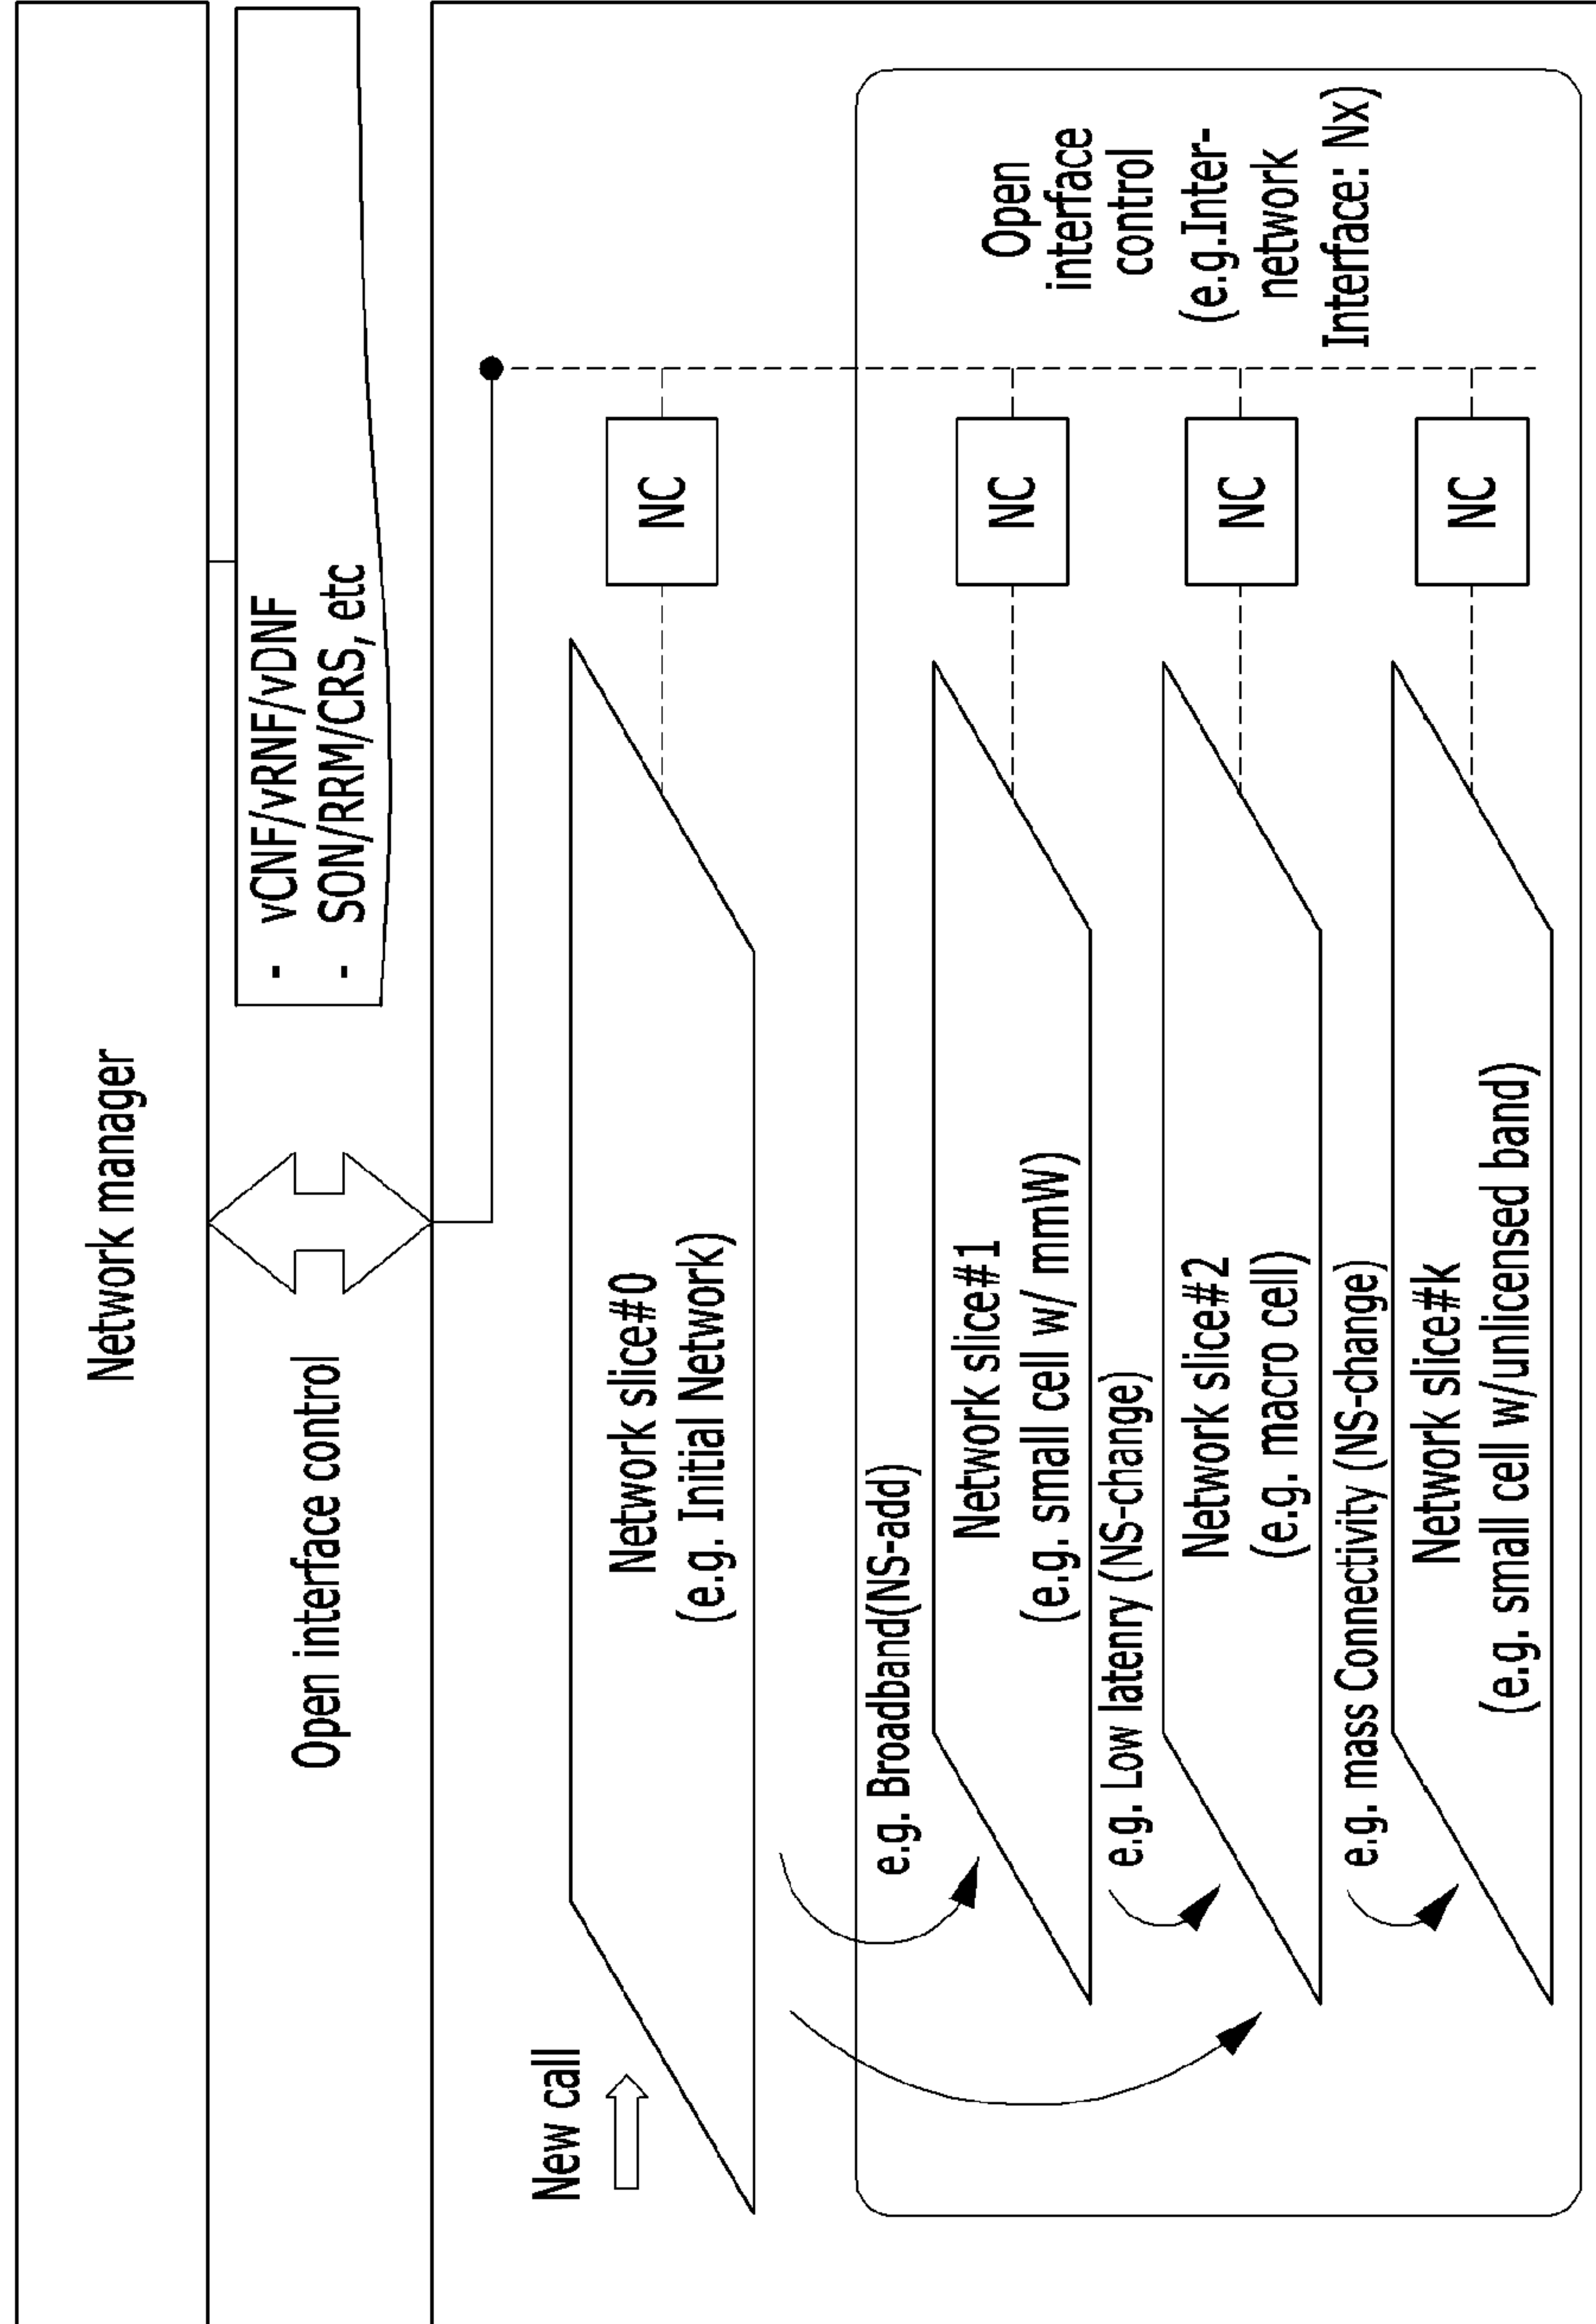 Network manager
Open interface control
- vCNF/vRNF/vDNF
- SON/RRM/CRS, etc
New call
Network slice#0
(e.g. Initial Network)
NC
e.g. Broadband(NS-add)
Network slice#1
(e.g. small cell w/ mmW)
NC
e.g. Low latenry (NS-change)
Network slice#2
(e.g. macro cell)
NC
e.g. mass Connectivity (NS-change)
Network slice#k
(e.g. small cell w/unlicensed band)
NC
Open
interface
control
(e.g.Inter-
network
Interface: Nx)